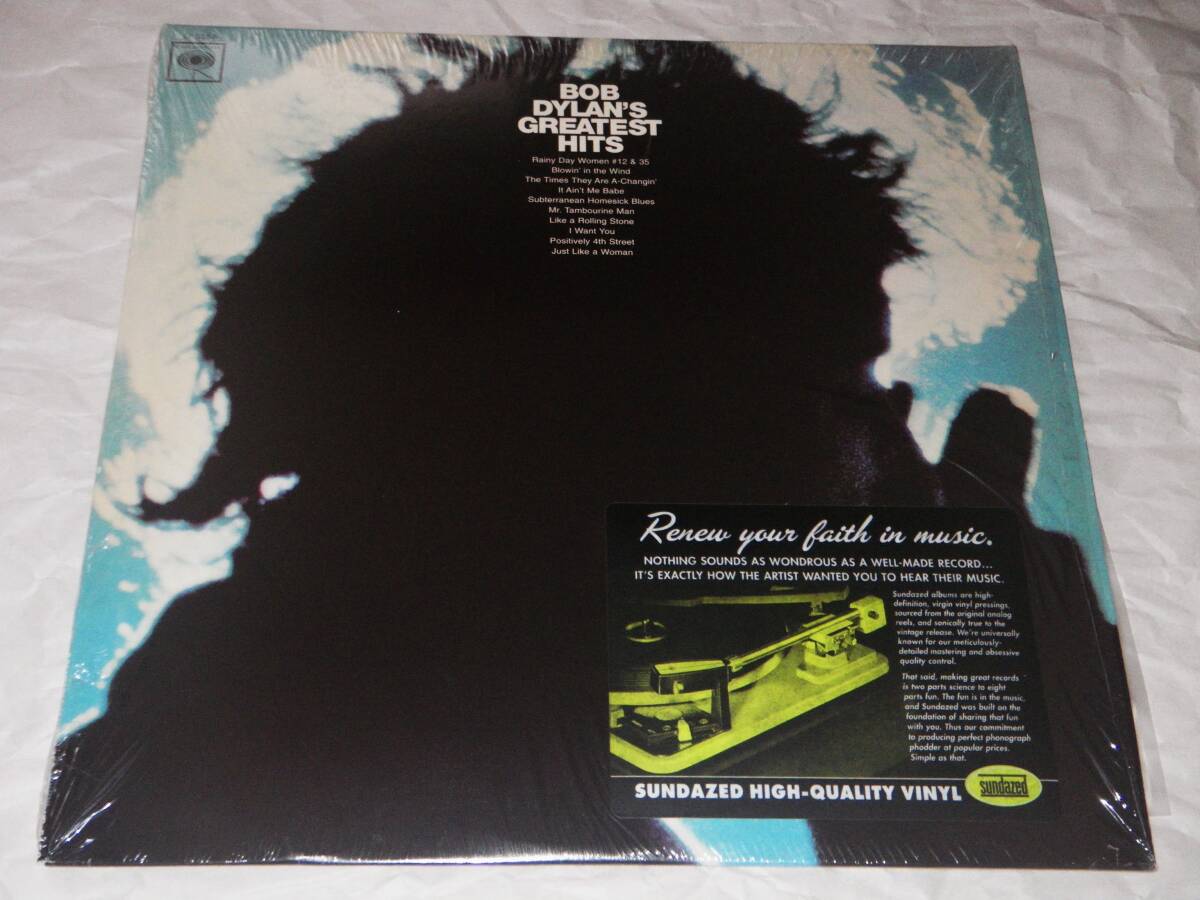 BOB
DYLAN'S
GREATEST
HITS
Rainy Day Women #12 & 35
Blowin' in the Wind
The Times They Are A-Changin'
It Ain't Me Babe
Subterranean Homesick Blues
Mr. Tambourine Man
Like a Rolling Stone
I Want You
Positively 4th Street
Just Like a Woman
Renew your faith in music.
NOTHING SOUNDS AS WONDROUS AS A WELL-MADE RECORD...
IT'S EXACTLY HOW THE ARTIST WANTED YOU TO HEAR THEIR MUSIC.
Sundazed albums are high-
definition, virgin vinyl pressings,
sourced from the original analog
reels, and sonically true to the
vintage release. We're universally
known for our meticulously-
detailed mastering and obsessive
quality control.
That said, making great records
is two parts science to eight
parts fun. The fun is in the music,
and Sundazed was built on the
foundation of sharing that fun
with you. Thus our commitment
to producing perfect phonograph
phodder at popular prices.
Simple as that.
SUNDAZED HIGH-QUALITY VINYL
sundazed